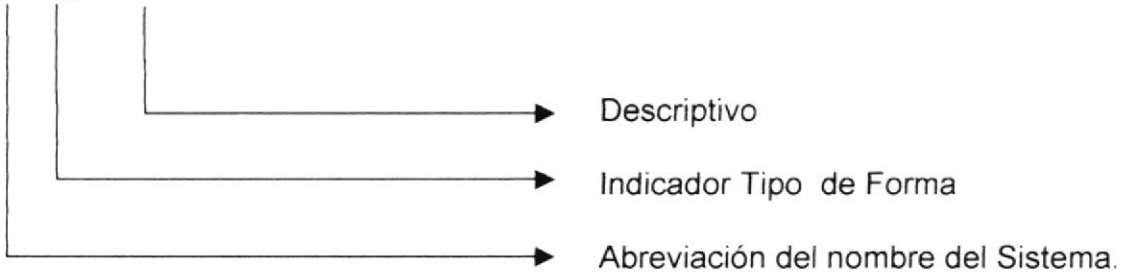 Descriptivo
Indicador Tipo de Forma
Abreviación del nombre del Sistema.